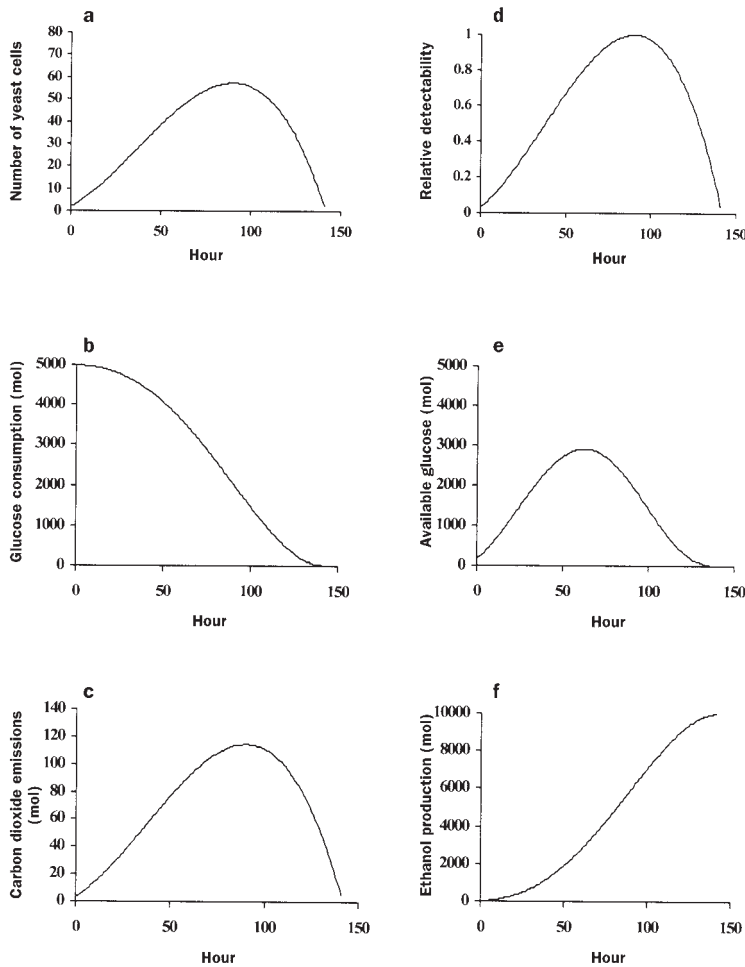 a
Number of yeast cells
80
70
60
50
40
30
20
10
0
0 50 100 150
Hour
d
Relative detectability
1
0.8
0.6
0.4
0.2
0
0 50 100 150
Hour
b
Glucose consumption (mol)
5000
4000
3000
2000
1000
0
0 50 100 150
Hour
e
Available glucose (mol)
5000
4000
3000
2000
1000
0
0 50 100 150
Hour
c
Carbon dioxide emissions
(mol)
140
120
100
80
60
40
20
0
0 50 100 150
Hour
f
Ethanol production (mol)
10000
8000
6000
4000
2000
0
0 50 100 150
Hour